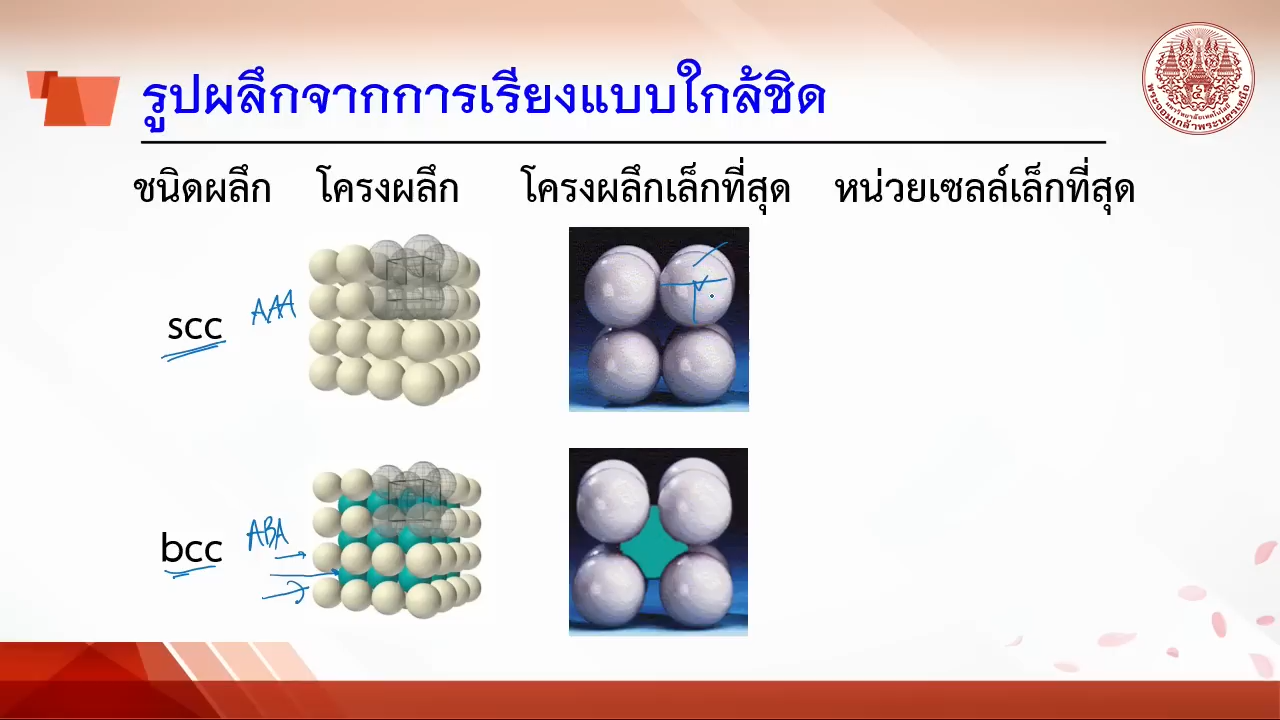 รูปผลึกจากการเรียงแบบใกล้ชิด
ชนิดผลึก โครงผลึก โครงผลึกเล็กที่สุด หน่วยเซลล์เล็กที่สุด
scc AAA
bcc ABA